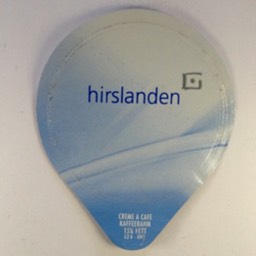 hirslanden
CREME A CAFE
KAFFEERAHM
15% FETT